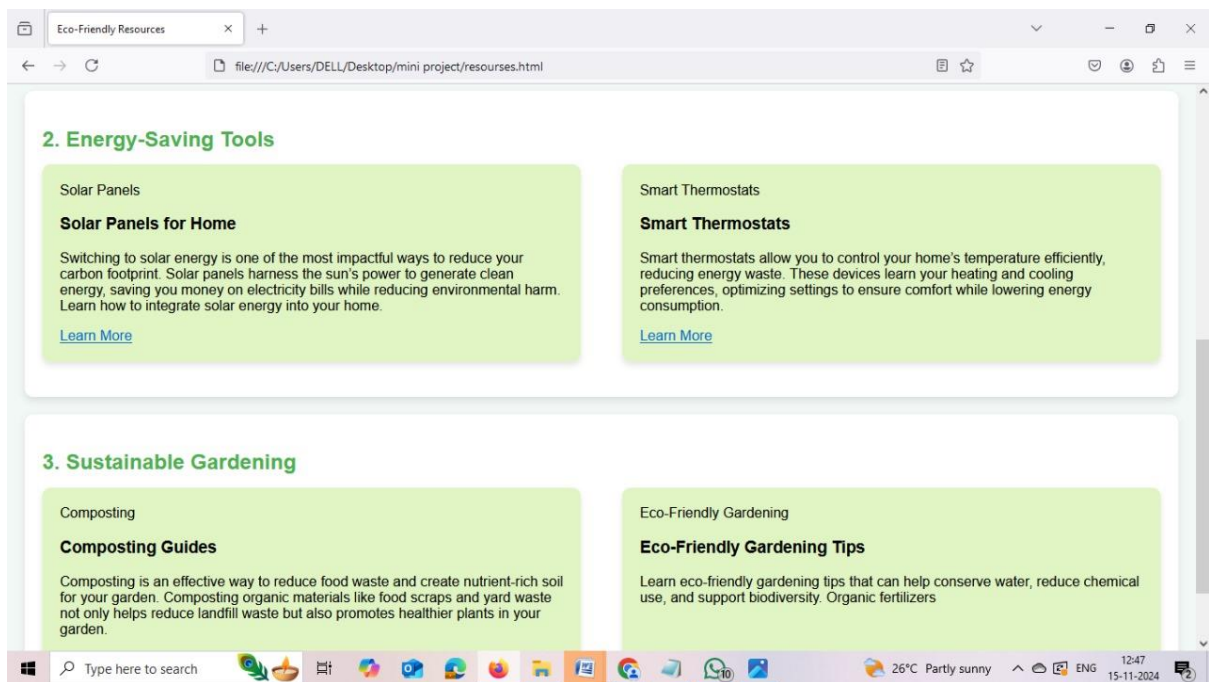 Eco-Friendly Resources
file:///C:/Users/DELL/Desktop/mini project/resourses.html
2. Energy-Saving Tools
Solar Panels
Solar Panels for Home
Switching to solar energy is one of the most impactful ways to reduce your
carbon footprint. Solar panels harness the sun's power to generate clean
energy, saving you money on electricity bills while reducing environmental harm.
Learn how to integrate solar energy into your home.
Learn More
Smart Thermostats
Smart Thermostats
Smart thermostats allow you to control your home's temperature efficiently,
reducing energy waste. These devices learn your heating and cooling
preferences, optimizing settings to ensure comfort while lowering energy
consumption.
Learn More
3. Sustainable Gardening
Composting
Composting Guides
Composting is an effective way to reduce food waste and create nutrient-rich soil
for your garden. Composting organic materials like food scraps and yard waste
not only helps reduce landfill waste but also promotes healthier plants in your
garden.
Eco-Friendly Gardening
Eco-Friendly Gardening Tips
Learn eco-friendly gardening tips that can help conserve water, reduce chemical
use, and support biodiversity. Organic fertilizers
Type here to search
10
26°C Partly sunny
ENG
12:47
15-11-2024
2